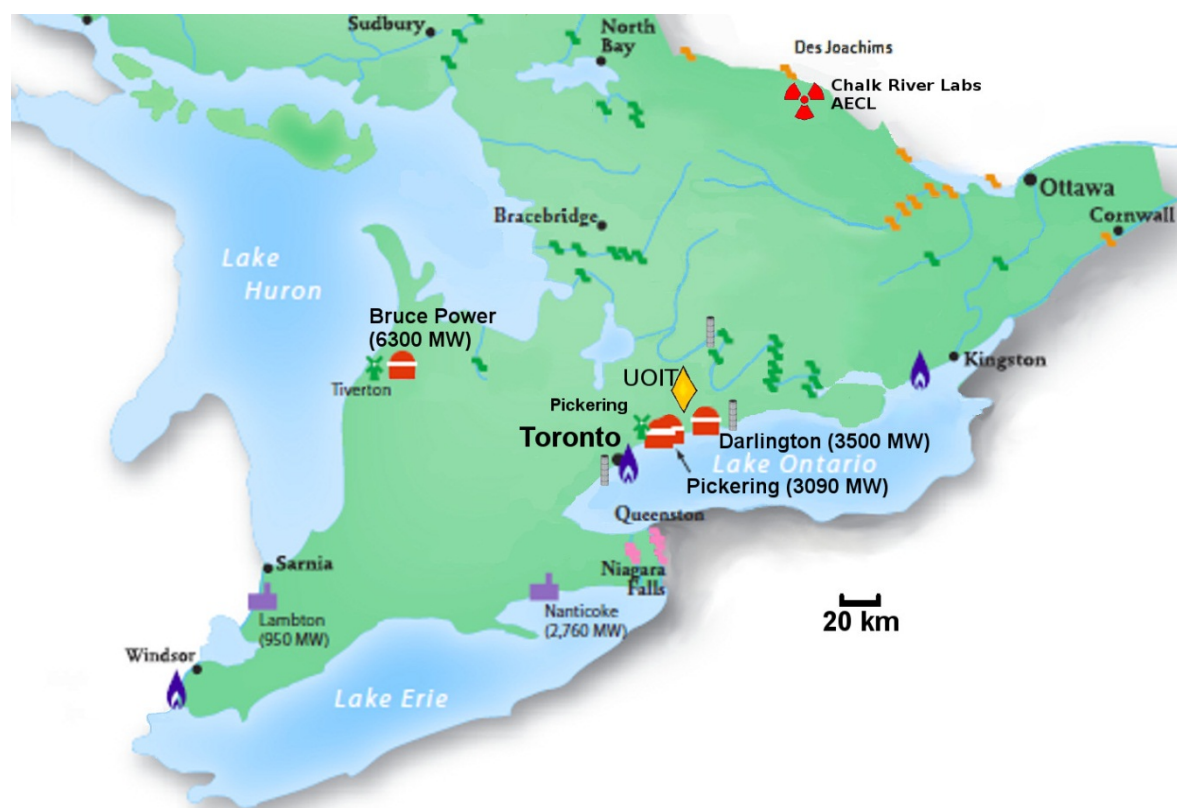 Sudbury
North
Bay
Des Joachims
Chalk River Labs
AECL
Ottawa
Cornwall
Bracebridge
Lake
Huron
Bruce Power
(6300 MW)
Tiverton
Kingston
UOIT
Pickering
Toronto
Darlington (3500 MW)
Lake Ontario
Pickering (3090 MW)
Queenston
Sarnia
Niagara
Falls
Lambton
(950 MW)
Nanticoke
(2,760 MW)
20 km
Windsor
Lake Erie